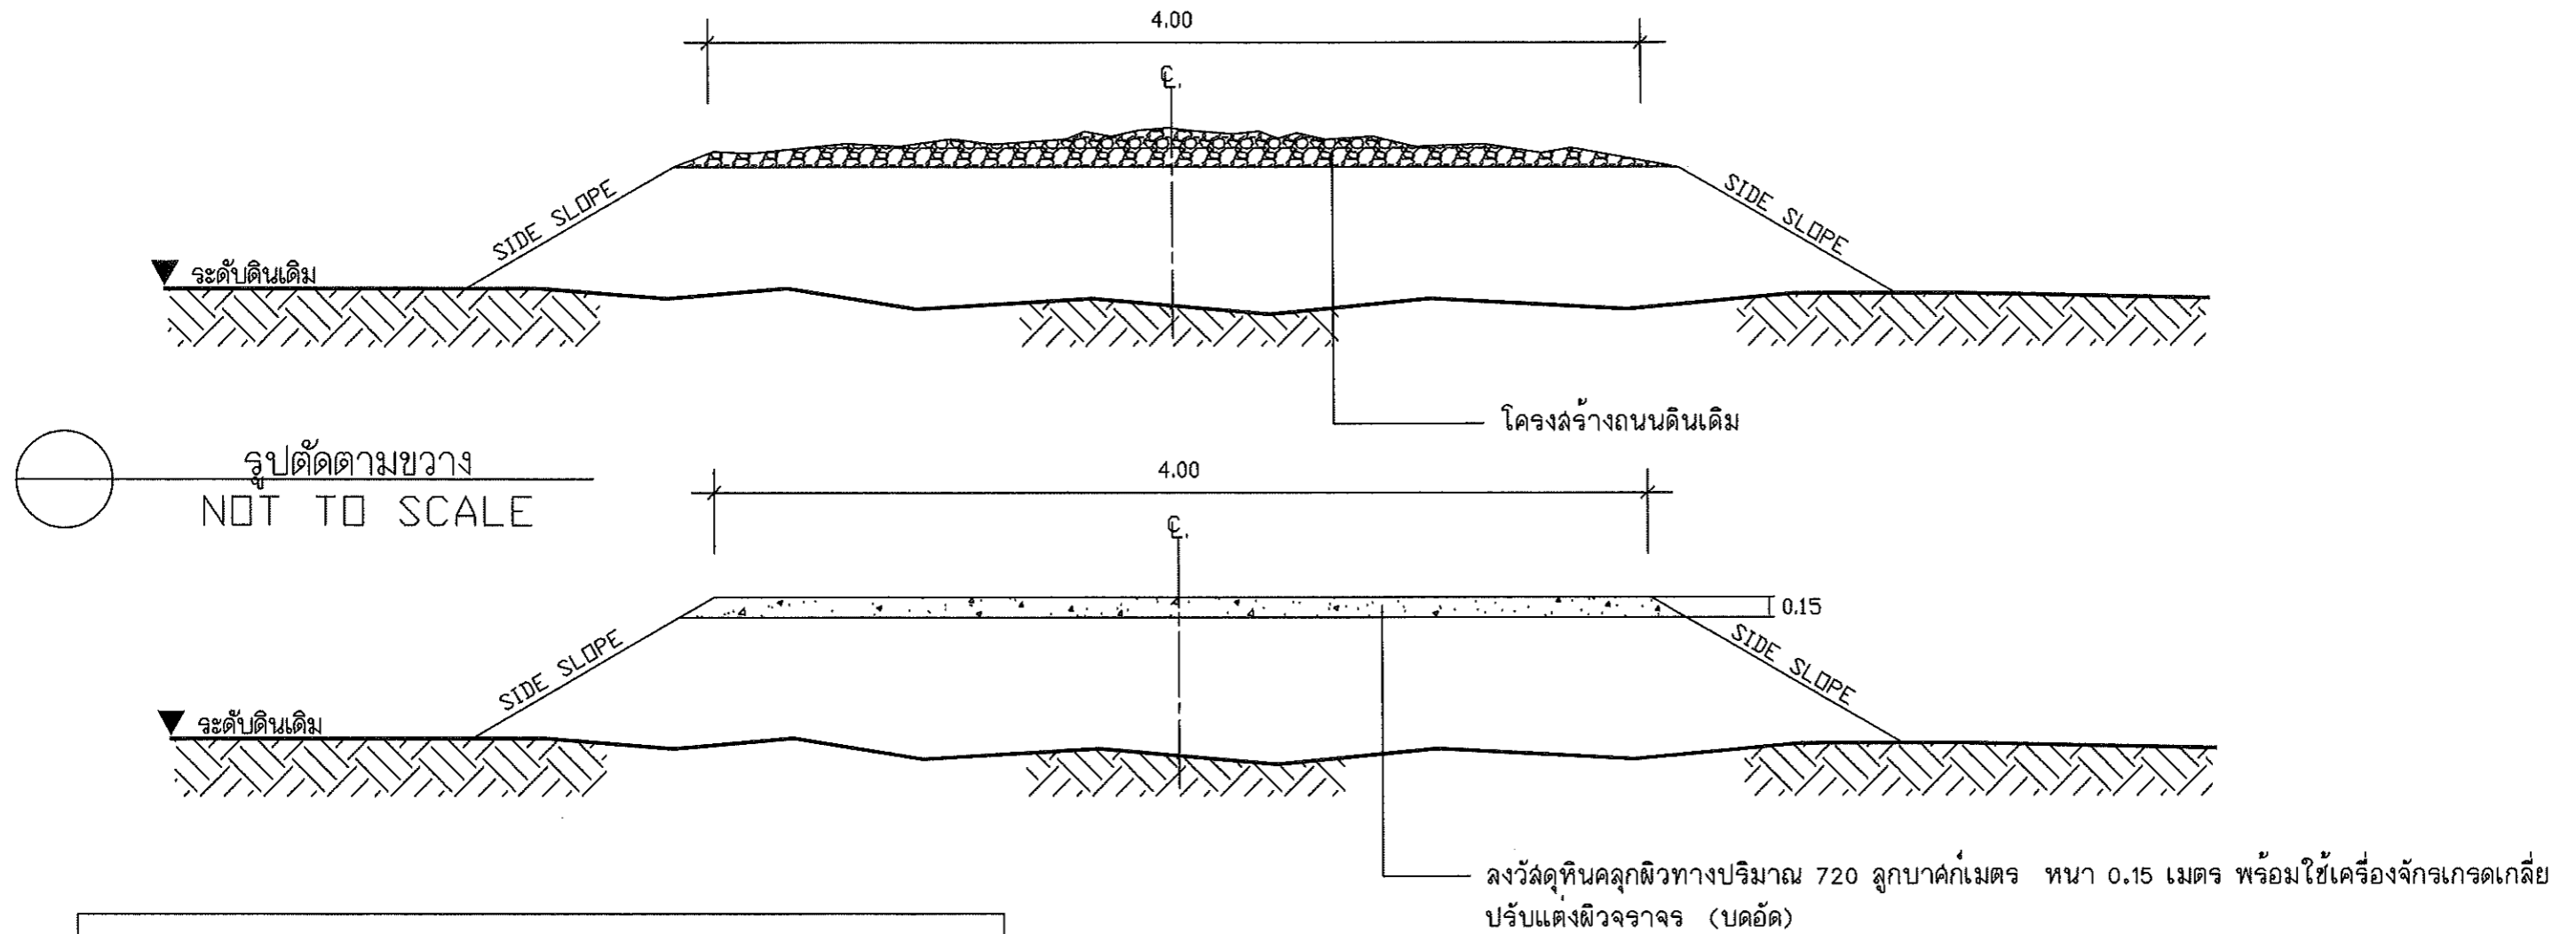 4.00
℄.
SIDE SLOPE
SIDE SLOPE
ระดับดินเดิม
โครงสร้างถนนดินเดิม
รูปตัดตามขวาง
NOT TO SCALE
4.00
℄.
0.15
SIDE SLOPE
SIDE SLOPE
ระดับดินเดิม
ลงวัสดุหินคลุกผิวทางปริมาณ 720 ลูกบาศก์เมตร หนา 0.15 เมตร พร้อมใช้เครื่องจักรเกรดเกลี่ย
ปรับแต่งผิวจราจร (บดอัด)